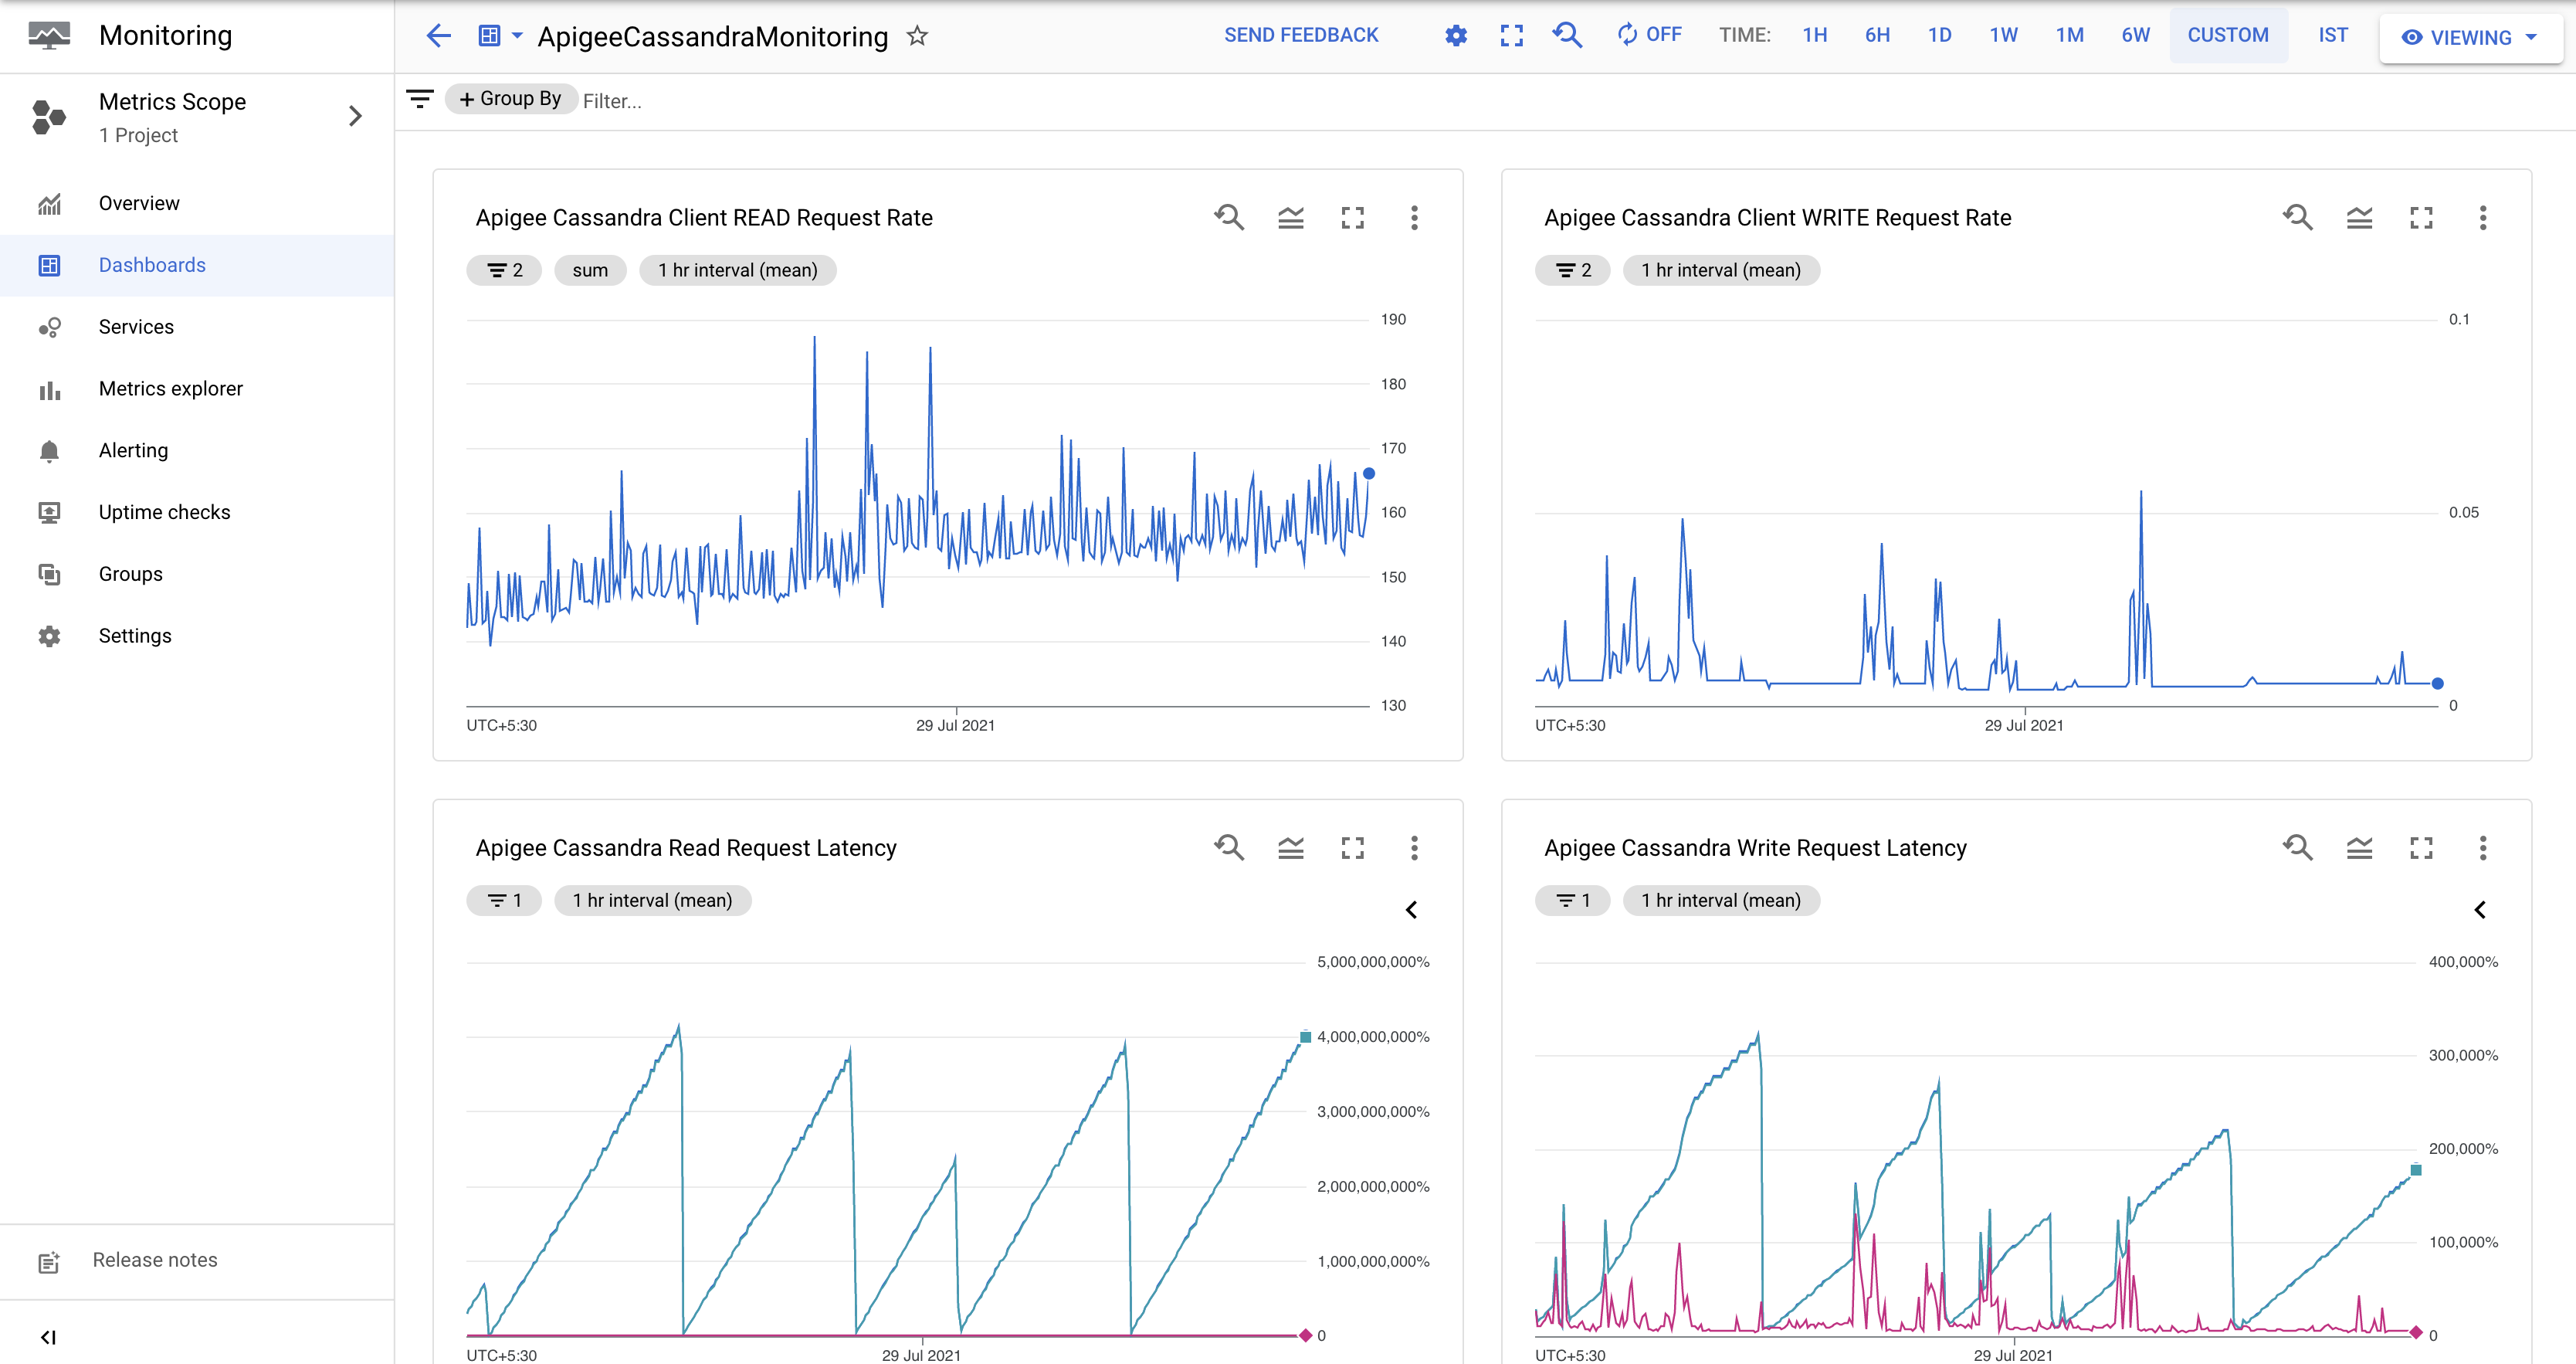 Monitoring
ApigeeCassandraMonitoring
SEND FEEDBACK
OFF
TIME:
1H
6H
1D
1W
1M
6W
CUSTOM
IST
VIEWING
Metrics Scope
1 Project
+ Group By
Filter...
Overview
Dashboards
Services
Metrics explorer
Alerting
Uptime checks
Groups
Settings
Release notes
Apigee Cassandra Client READ Request Rate
2
sum
1 hr interval (mean)
190
180
170
160
150
140
130
UTC+5:30
29 Jul 2021
Apigee Cassandra Client WRITE Request Rate
2
1 hr interval (mean)
0.1
0.05
0
UTC+5:30
29 Jul 2021
Apigee Cassandra Read Request Latency
1
1 hr interval (mean)
5,000,000,000%
4,000,000,000%
3,000,000,000%
2,000,000,000%
1,000,000,000%
0
UTC+5:30
29 Jul 2021
Apigee Cassandra Write Request Latency
1
1 hr interval (mean)
400,000%
300,000%
200,000%
100,000%
0
UTC+5:30
29 Jul 2021